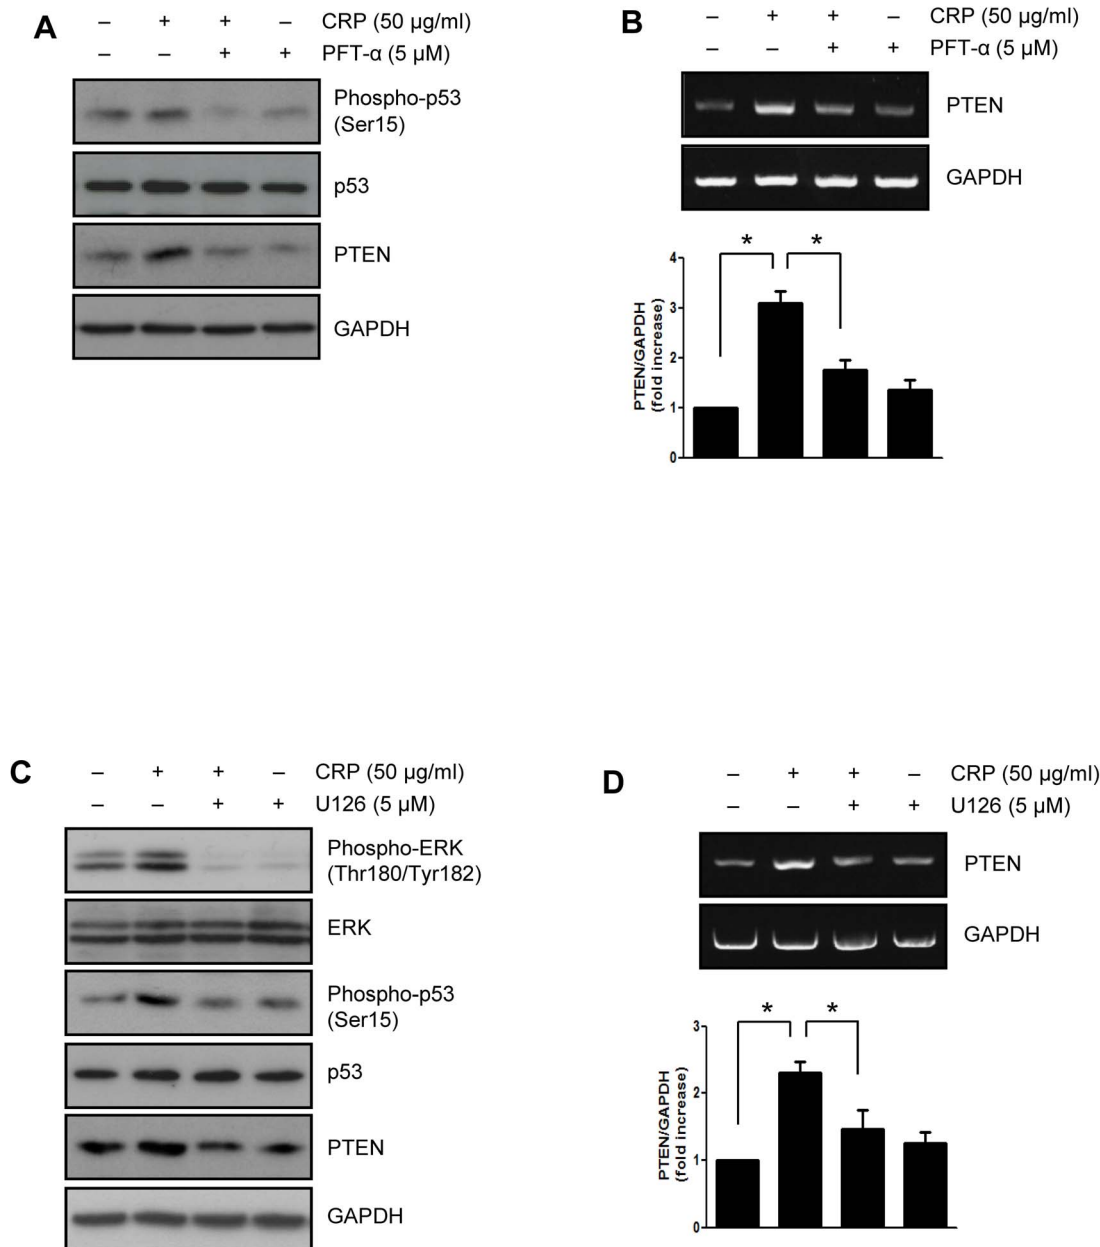 A
– + + – CRP (50 µg/ml)
– – + + PFT-α (5 µM)
Phospho-p53
(Ser15)
p53
PTEN
GAPDH
B
– + + – CRP (50 µg/ml)
– – + + PFT-α (5 µM)
PTEN
GAPDH
* *
PTEN/GAPDH
(fold increase)
4
3
2
1
0
C
– + + – CRP (50 µg/ml)
– – + + U126 (5 µM)
Phospho-ERK
(Thr180/Tyr182)
ERK
Phospho-p53
(Ser15)
p53
PTEN
GAPDH
D
– + + – CRP (50 µg/ml)
– – + + U126 (5 µM)
PTEN
GAPDH
* *
PTEN/GAPDH
(fold increase)
3
2
1
0